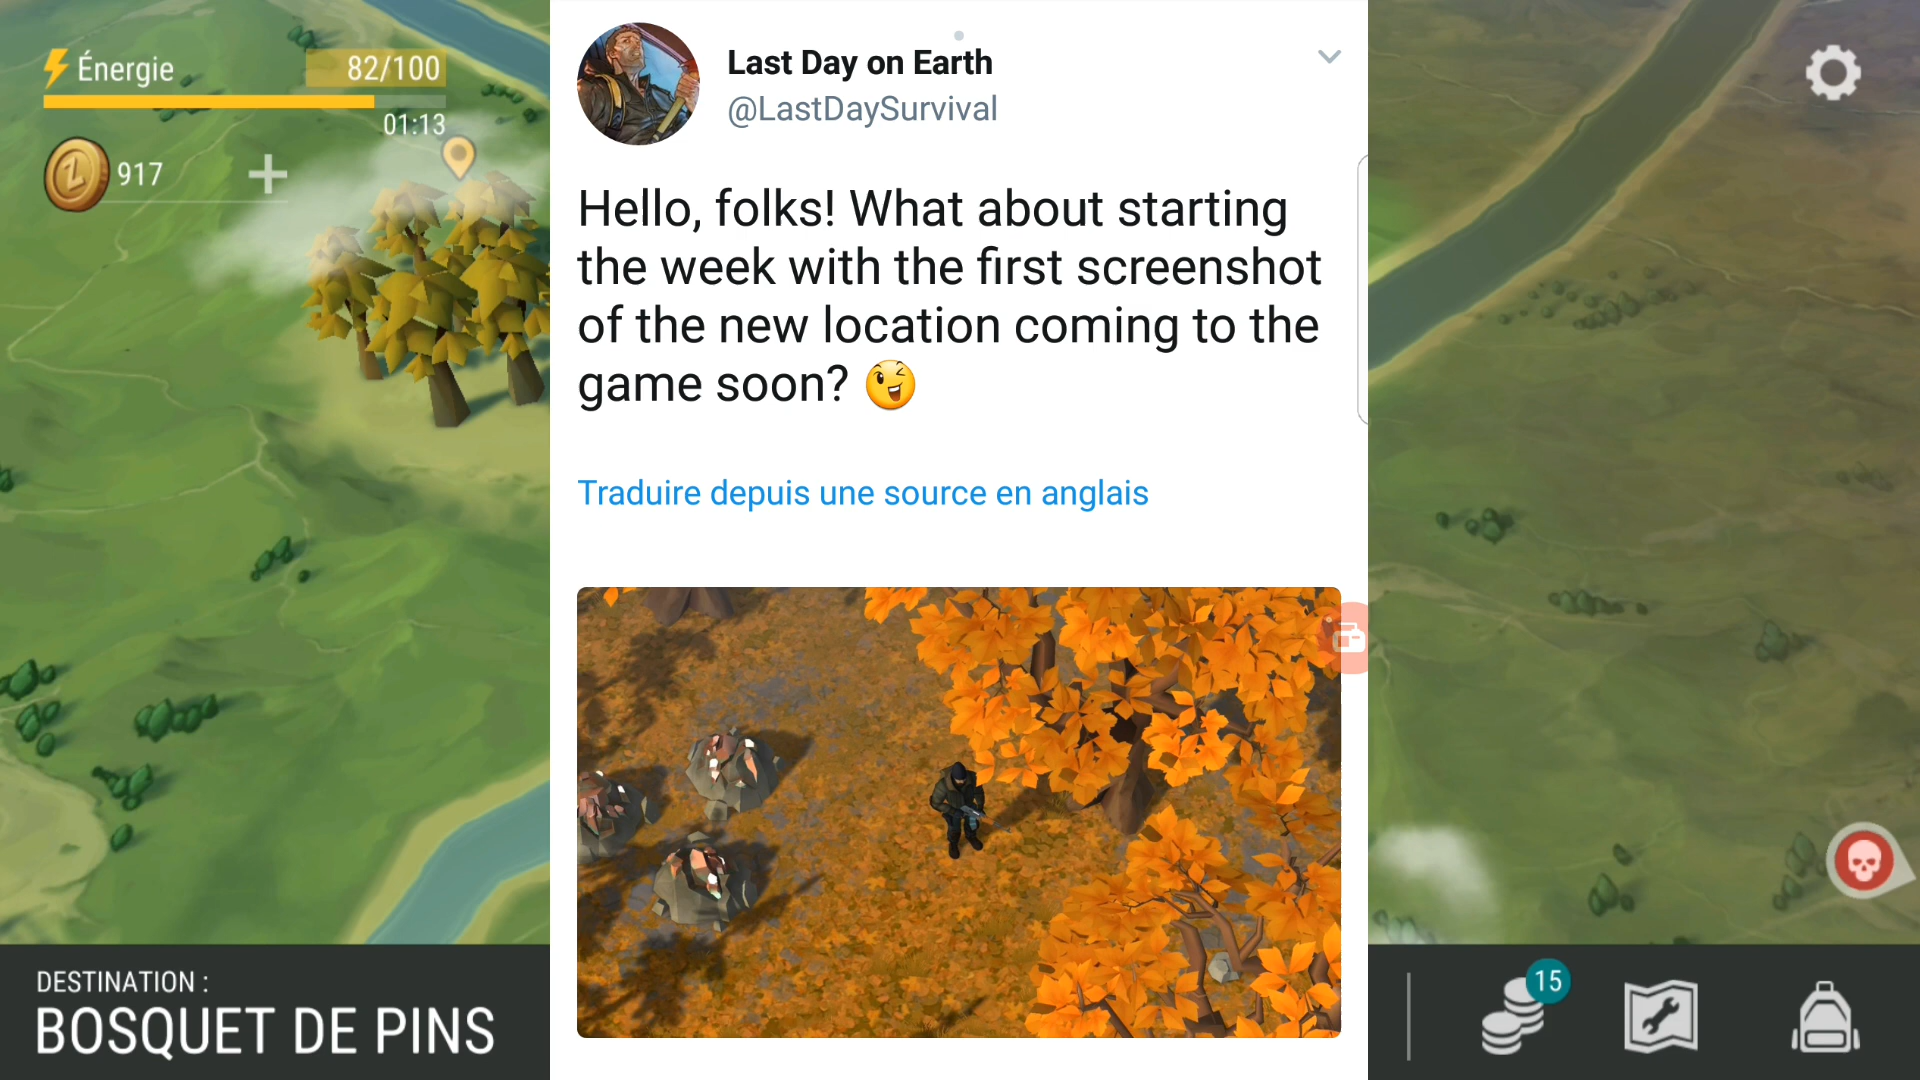 Énergie
82/100
01:13
917
Last Day on Earth
@LastDaySurvival
Hello, folks! What about starting
the week with the first screenshot
of the new location coming to the
game soon? 😉
Traduire depuis une source en anglais
DESTINATION :
BOSQUET DE PINS
15